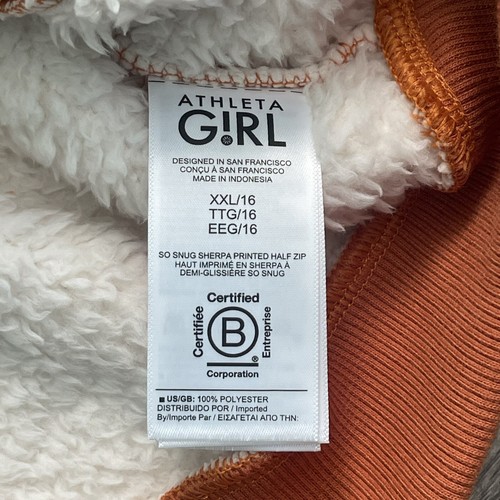 ATHLETA
G!RL
DESIGNED IN SAN FRANCISCO
CONÇU À SAN FRANCISCO
MADE IN INDONESIA
XXL/16
TTG/16
EEG/16
SO SNUG SHERPA PRINTED HALF ZIP
HAUT IMPRIMÉ EN SHERPA À
DEMI-GLISSIÈRE SO SNUG
Certified
Certifiée
B
Entreprise
®
Corporation
■ US/GB: 100% POLYESTER
DISTRIBUIDO POR / Imported
By/Importe Par / ΕΙΣΑΓΕΤΑΙ ΑΠΟ ΤΗΝ: